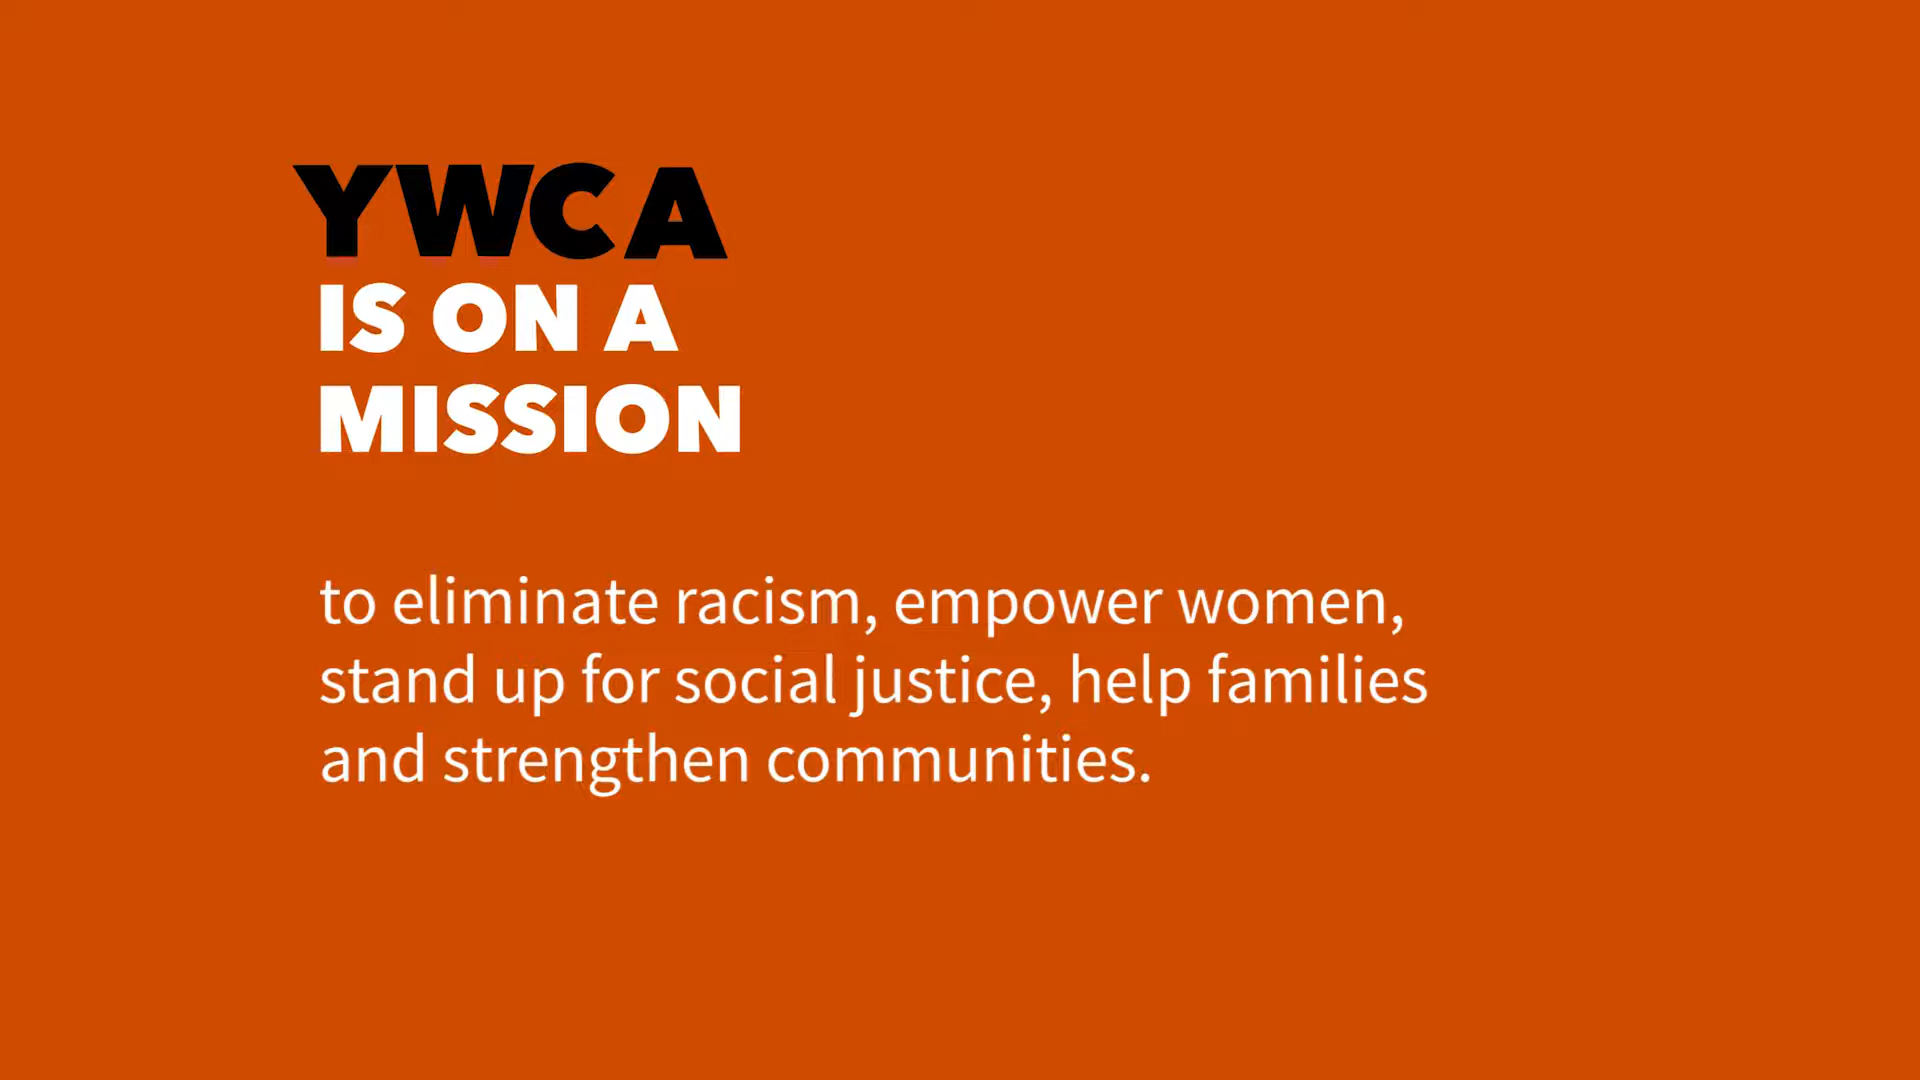 YWCA
IS ON A
MISSION
to eliminate racism, empower women,
stand up for social justice, help families
and strengthen communities.